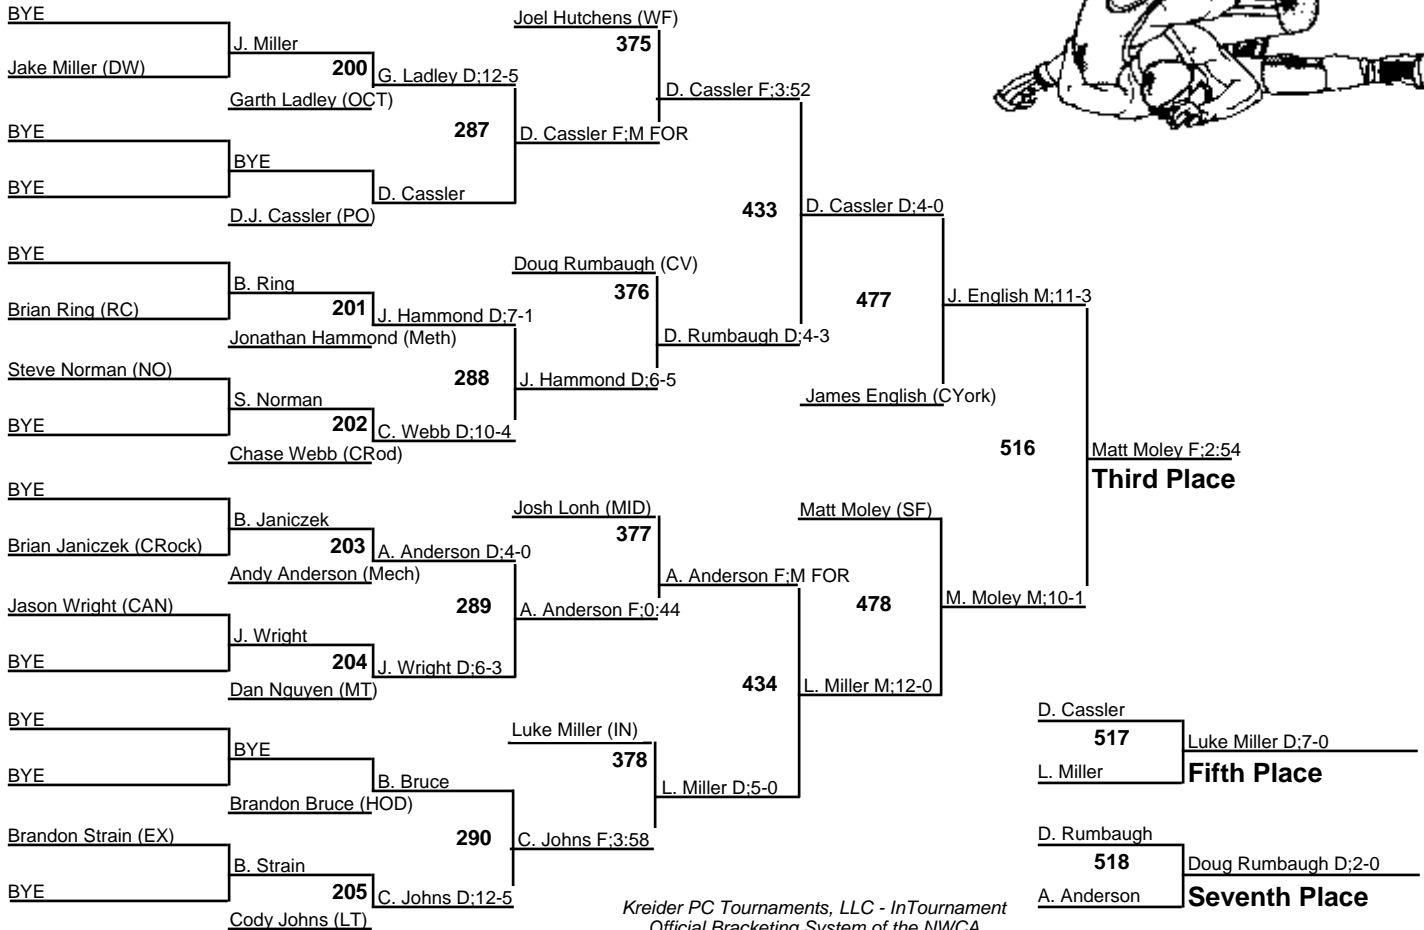 BYE
Joel Hutchens (WF)
J. Miller
375
Jake Miller (DW)
200
G. Ladley D;12-5
D. Cassler F;3:52
Garth Ladley (OCT)
BYE
287
D. Cassler F;M FOR
BYE
BYE
D. Cassler
D.J. Cassler (PO)
433
D. Cassler D;4-0
BYE
Doug Rumbaugh (CV)
B. Ring
376
477
J. English M;11-3
Brian Ring (RC)
201
J. Hammond D;7-1
Jonathan Hammond (Meth)
D. Rumbaugh D;4-3
Steve Norman (NO)
288
J. Hammond D;6-5
S. Norman
James English (CYork)
BYE
202
C. Webb D;10-4
516
Matt Moley F;2:54
Chase Webb (CRod)
Third Place
BYE
Josh Lonh (MID)
Matt Moley (SF)
B. Janiczek
377
Brian Janiczek (CRock)
203
A. Anderson D;4-0
Andy Anderson (Mech)
A. Anderson F;M FOR
Jason Wright (CAN)
289
A. Anderson F;0:44
478
M. Moley M;10-1
J. Wright
BYE
204
J. Wright D;6-3
Dan Nguyen (MT)
434
L. Miller M;12-0
BYE
Luke Miller (IN)
D. Cassler
BYE
378
517
Luke Miller D;7-0
BYE
B. Bruce
L. Miller D;5-0
L. Miller
Fifth Place
Brandon Bruce (HOD)
Brandon Strain (EX)
290
C. Johns F;3:58
D. Rumbaugh
B. Strain
518
Doug Rumbaugh D;2-0
BYE
205
C. Johns D;12-5
A. Anderson
Seventh Place
Cody Johns (LT)
Kreider PC Tournaments, LLC - InTournament
Official Bracketing System of the NWCA